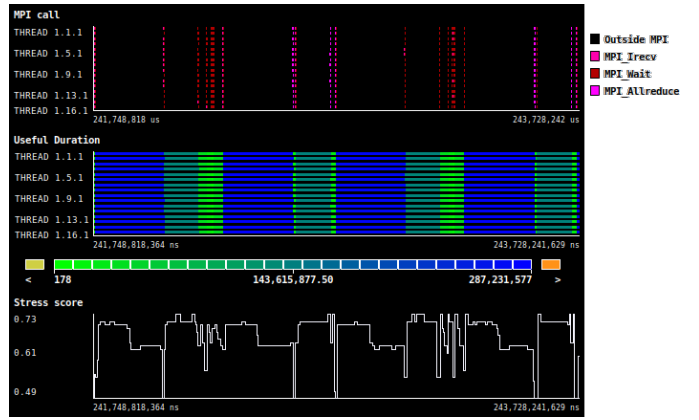 MPI call
THREAD 1.1.1
THREAD 1.5.1
THREAD 1.9.1
THREAD 1.13.1
THREAD 1.16.1
241,748,818 us 243,728,242 us
Outside MPI
MPI_Irecv
MPI_Wait
MPI_Allreduce
Useful Duration
THREAD 1.1.1
THREAD 1.5.1
THREAD 1.9.1
THREAD 1.13.1
THREAD 1.16.1
241,748,818,364 ns 243,728,241,629 ns
< 178 143,615,877.50 287,231,577 >
Stress score
0.73
0.61
0.49
241,748,818,364 ns 243,728,241,629 ns